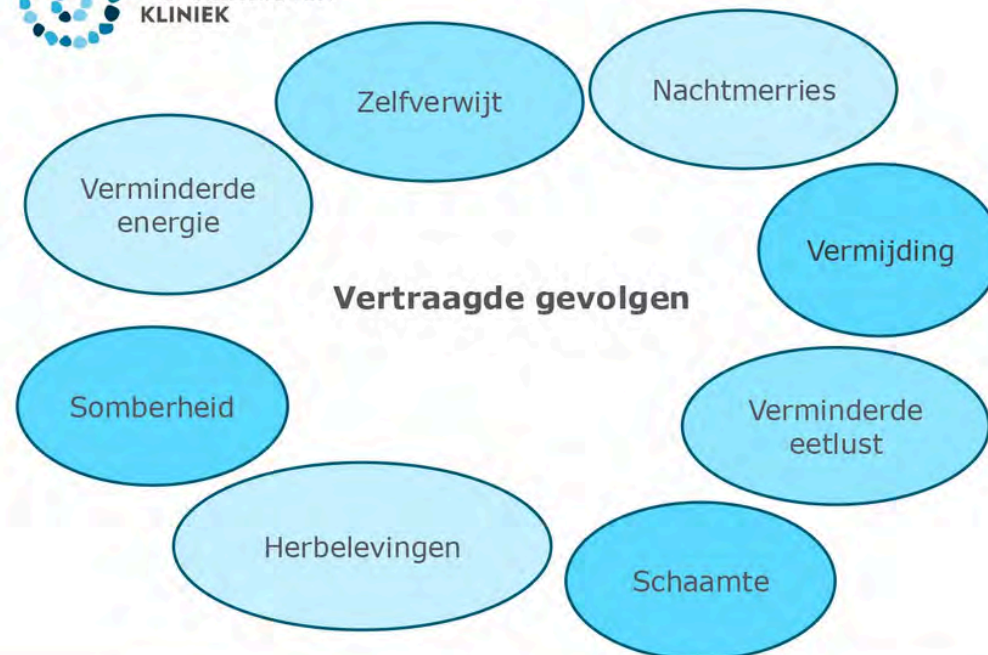 KLINIEK
Zelfverwijt
Nachtmerries
Verminderde
energie
Vermijding
Vertraagde gevolgen
Somberheid
Verminderde
eetlust
Herbelevingen
Schaamte